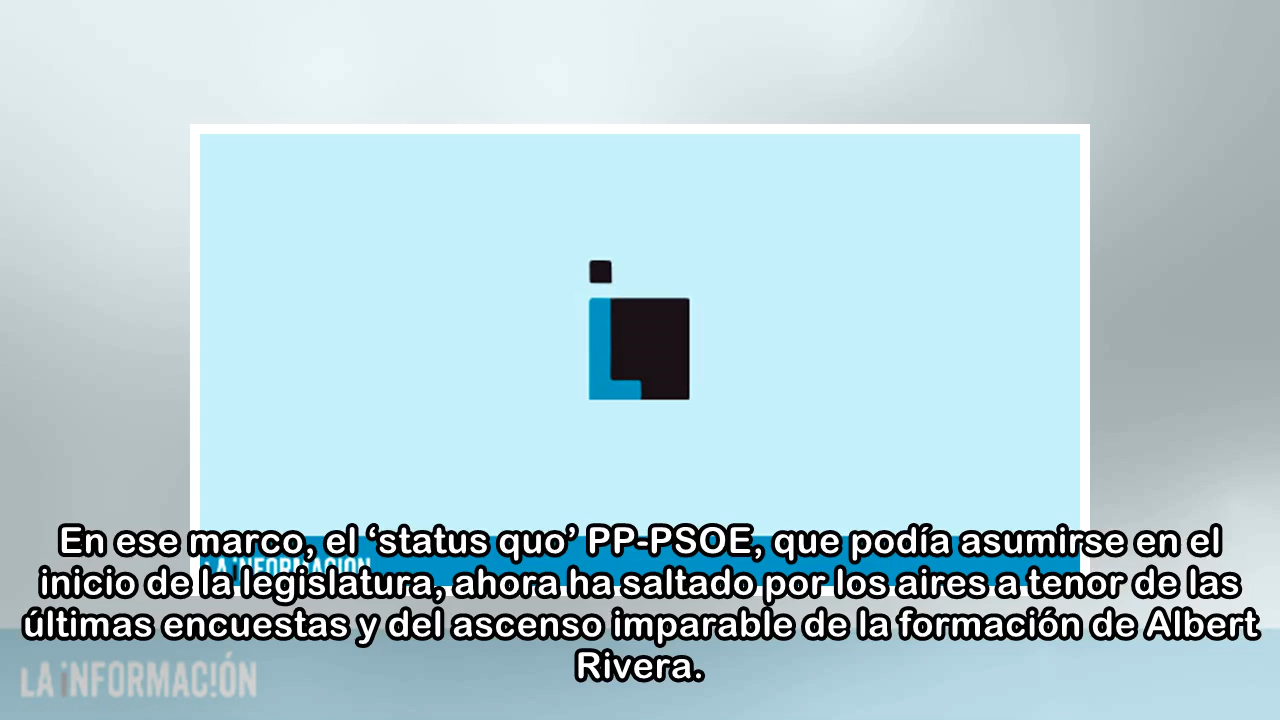 En ese marco, el ‘status quo’ PP-PSOE, que podía asumirse en el
inicio de la legislatura, ahora ha saltado por los aires a tenor de las
últimas encuestas y del ascenso imparable de la formación de Albert
Rivera.
LA iNFORMAC!ÓN